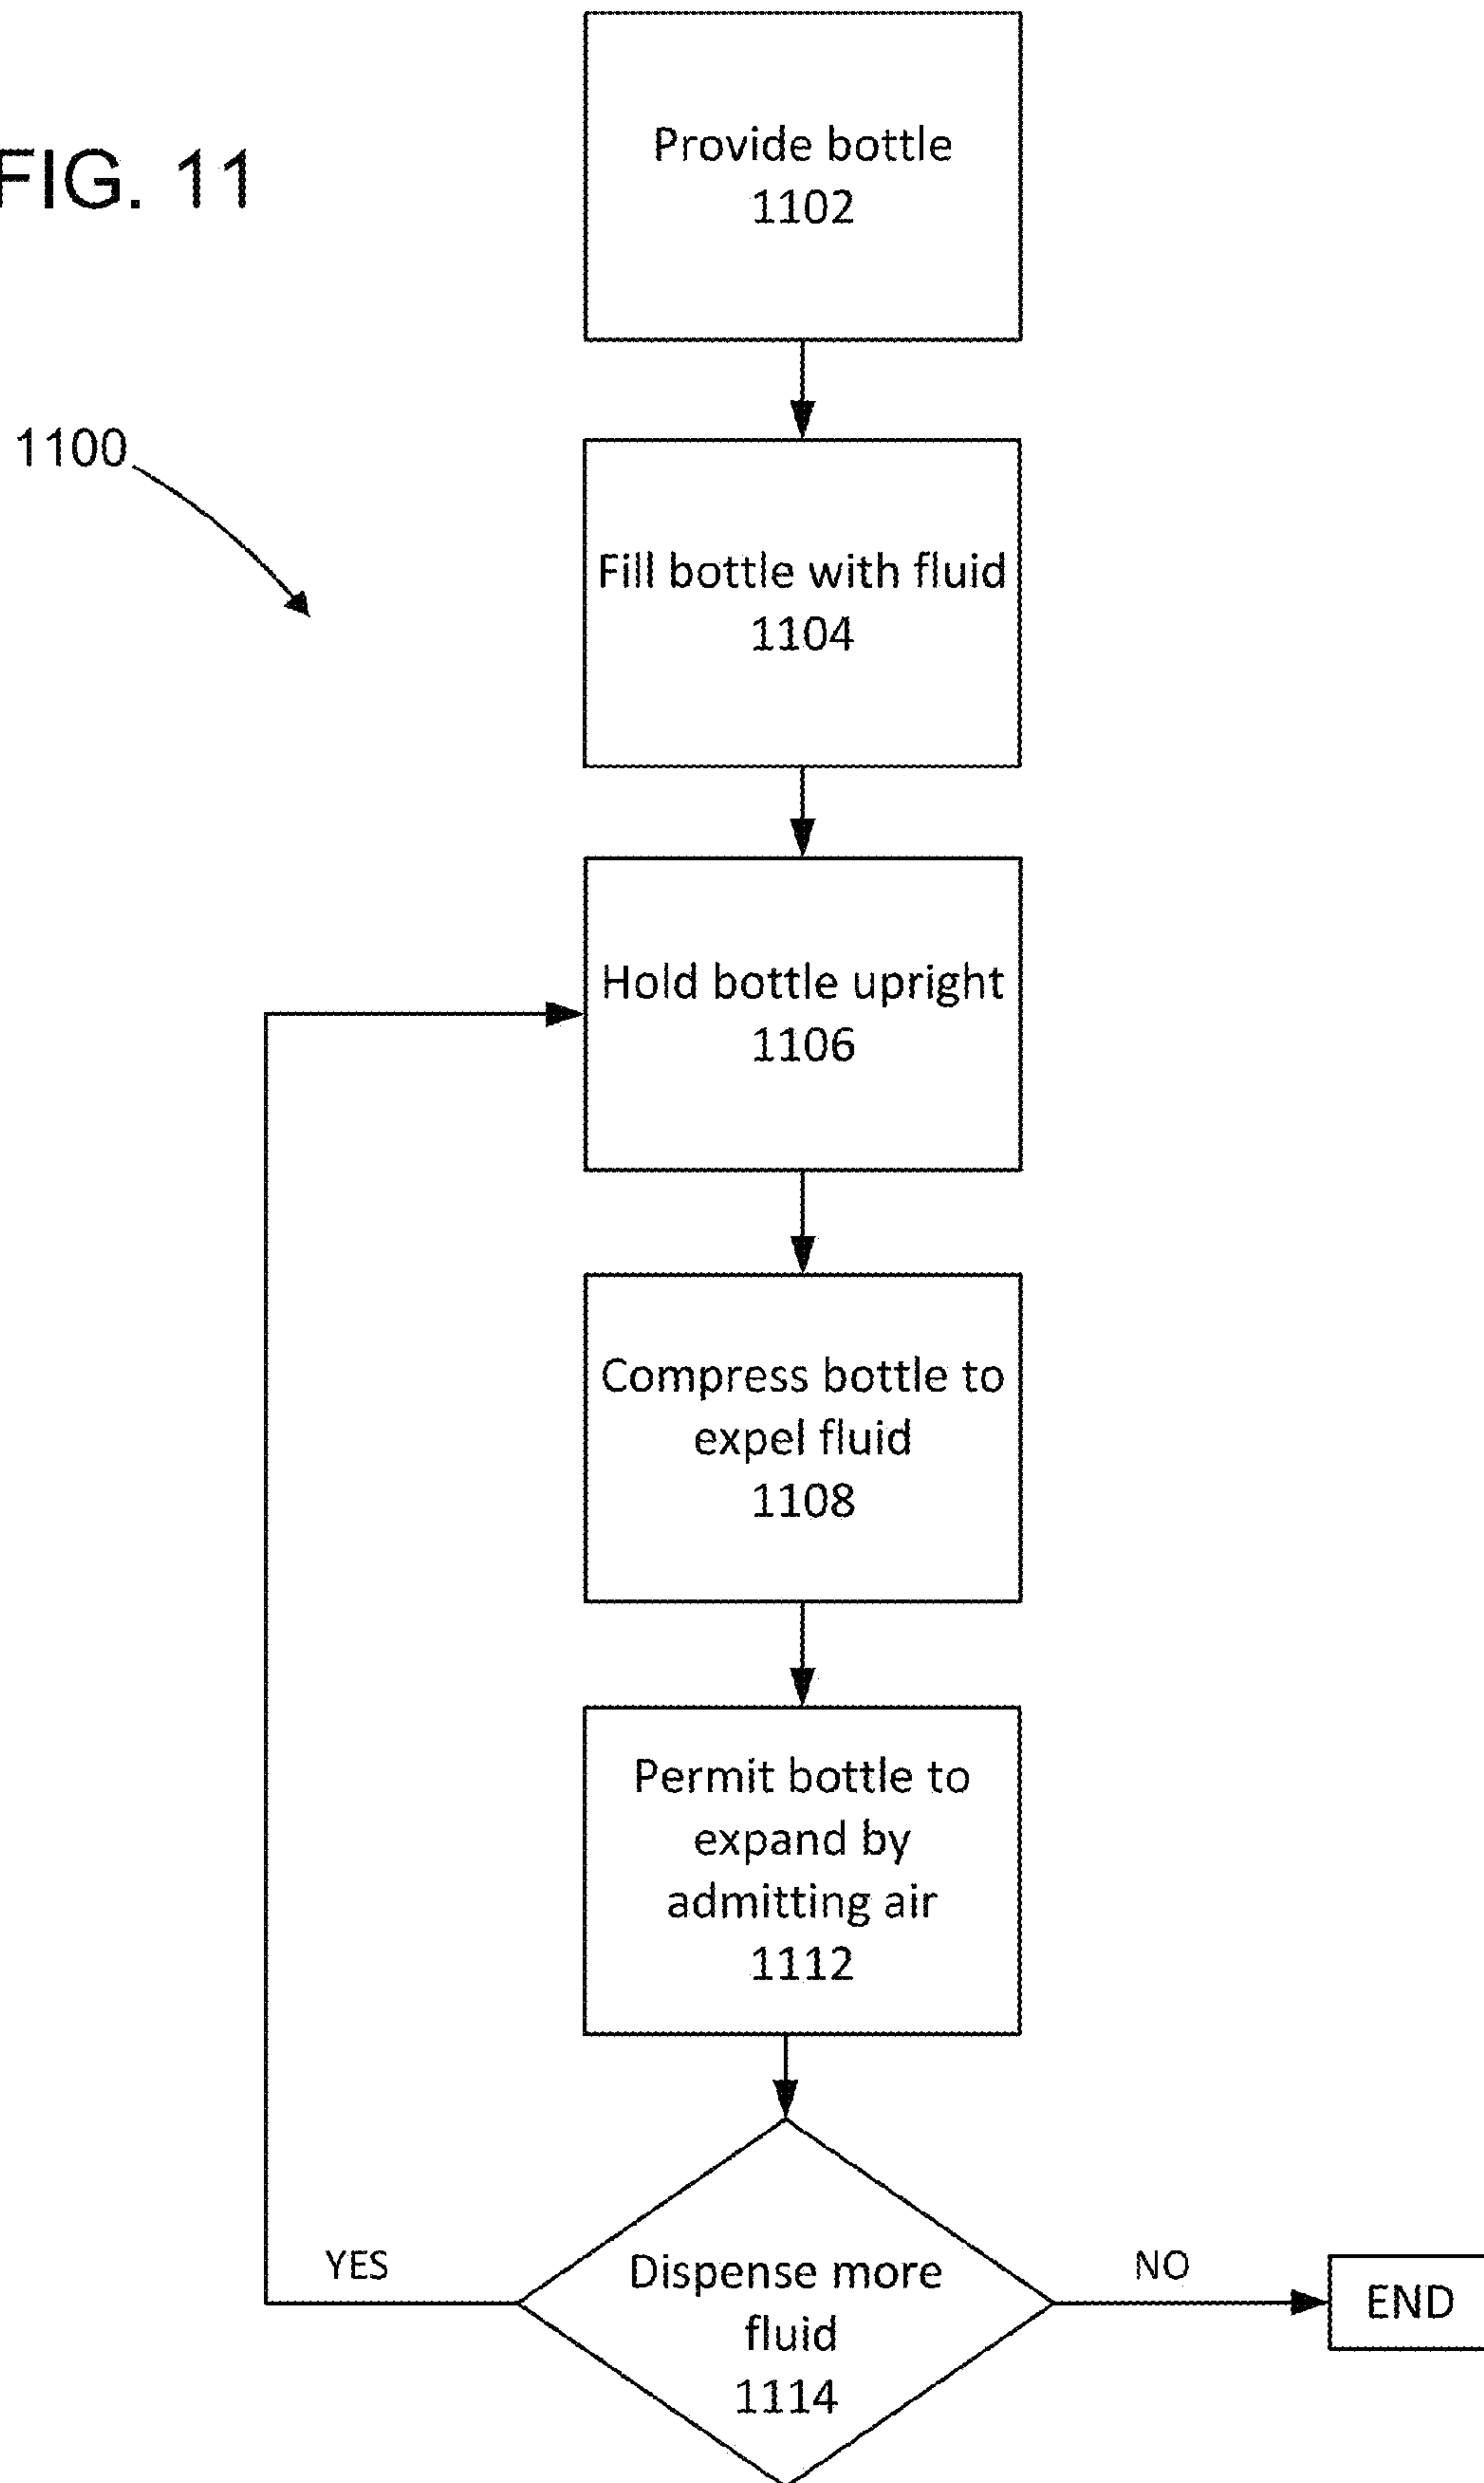 FIG. 11
Provide bottle
1102
1100
Fill bottle with fluid
1104
Hold bottle upright
1106
Compress bottle to
expel fluid
1108
Permit bottle to
expand by
admitting air
1112
YES
Dispense more
fluid
1114
NO
END